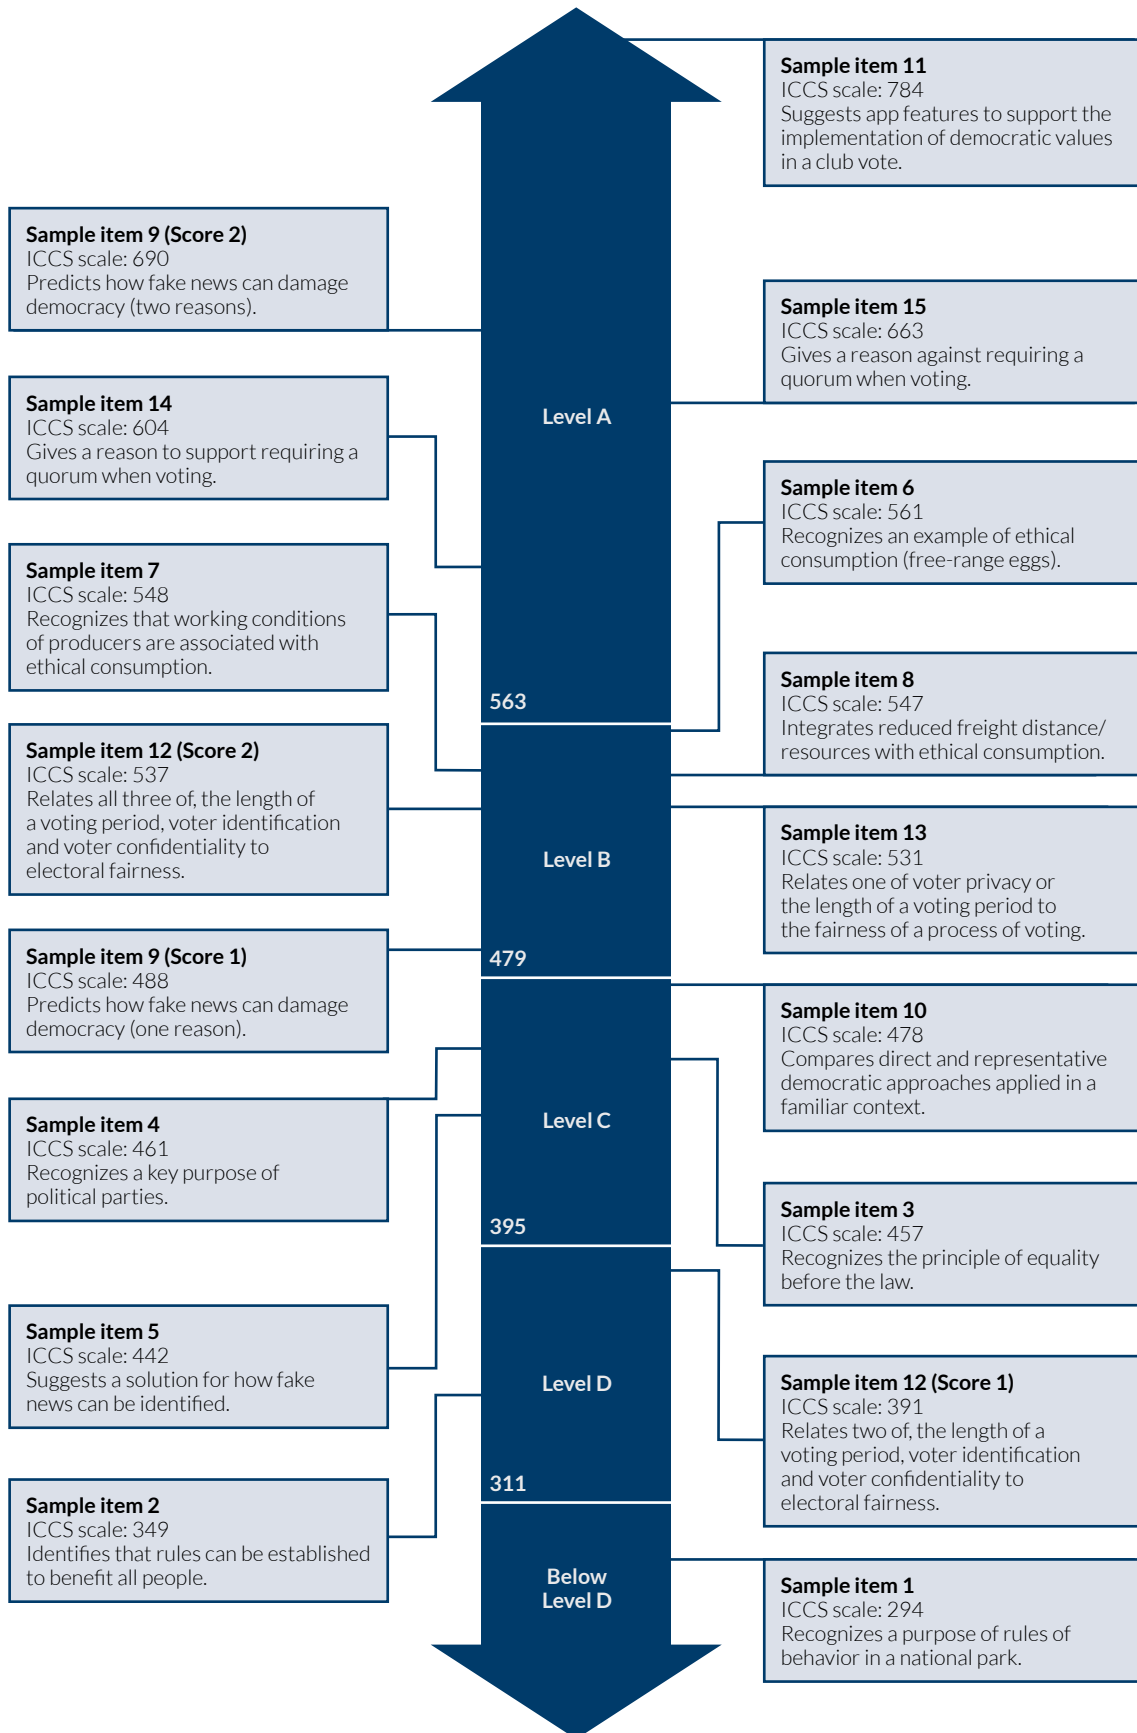 Sample item 11
ICCS scale: 784
Suggests app features to support the
implementation of democratic values
in a club vote.
Sample item 9 (Score 2)
ICCS scale: 690
Predicts how fake news can damage
democracy (two reasons).
Sample item 15
ICCS scale: 663
Gives a reason against requiring a
quorum when voting.
Sample item 14
ICCS scale: 604
Gives a reason to support requiring a
quorum when voting.
Level A
Sample item 6
ICCS scale: 561
Recognizes an example of ethical
consumption (free-range eggs).
Sample item 7
ICCS scale: 548
Recognizes that working conditions
of producers are associated with
ethical consumption.
563
Sample item 8
ICCS scale: 547
Integrates reduced freight distance/
resources with ethical consumption.
Sample item 12 (Score 2)
ICCS scale: 537
Relates all three of, the length of
a voting period, voter identification
and voter confidentiality to
electoral fairness.
Level B
Sample item 13
ICCS scale: 531
Relates one of voter privacy or
the length of a voting period to
the fairness of a process of voting.
Sample item 9 (Score 1)
ICCS scale: 488
Predicts how fake news can damage
democracy (one reason).
479
Sample item 10
ICCS scale: 478
Compares direct and representative
democratic approaches applied in a
familiar context.
Sample item 4
ICCS scale: 461
Recognizes a key purpose of
political parties.
Level C
395
Sample item 3
ICCS scale: 457
Recognizes the principle of equality
before the law.
Sample item 5
ICCS scale: 442
Suggests a solution for how fake
news can be identified.
Level D
Sample item 12 (Score 1)
ICCS scale: 391
Relates two of, the length of a
voting period, voter identification
and voter confidentiality to
electoral fairness.
311
Sample item 2
ICCS scale: 349
Identifies that rules can be established
to benefit all people.
Below
Level D
Sample item 1
ICCS scale: 294
Recognizes a purpose of rules of
behavior in a national park.